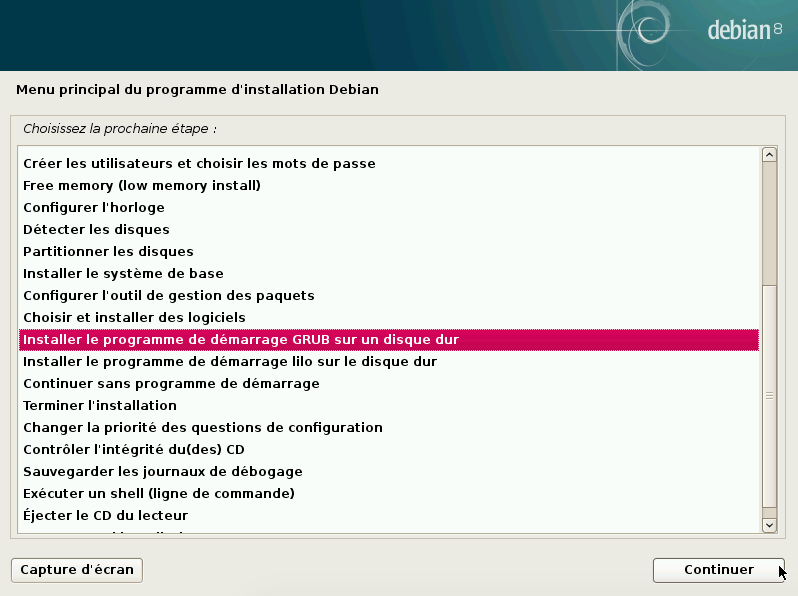 debian 8
Menu principal du programme d'installation Debian
Choisissez la prochaine étape :
Créer les utilisateurs et choisir les mots de passe
Free memory (low memory install)
Configurer l'horloge
Détecter les disques
Partitionner les disques
Installer le système de base
Configurer l'outil de gestion des paquets
Choisir et installer des logiciels
Installer le programme de démarrage GRUB sur un disque dur
Installer le programme de démarrage lilo sur le disque dur
Continuer sans programme de démarrage
Terminer l'installation
Changer la priorité des questions de configuration
Contrôler l'intégrité du(des) CD
Sauvegarder les journaux de débogage
Exécuter un shell (ligne de commande)
Éjecter le CD du lecteur
Capture d'écran
Continuer